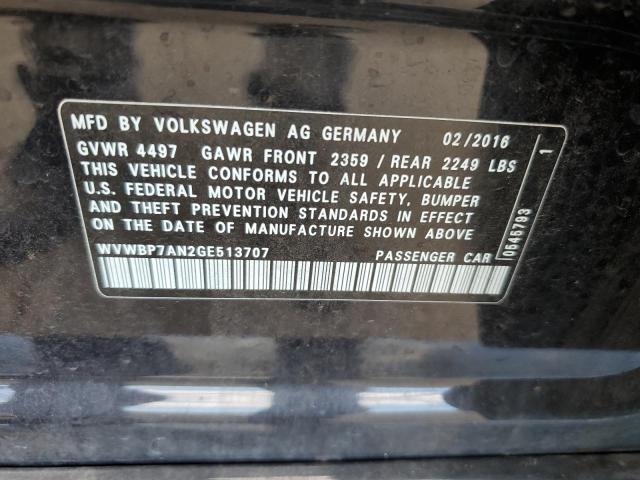 MFD BY VOLKSWAGEN AG GERMANY 02/2016
GVWR 4497 GAWR FRONT 2359 / REAR 2249 LBS
THIS VEHICLE CONFORMS TO ALL APPLICABLE
U.S. FEDERAL MOTOR VEHICLE SAFETY, BUMPER
AND THEFT PREVENTION STANDARDS IN EFFECT
ON THE DATE OF MANUFACTURE SHOWN ABOVE
WVWBP7AN2GE513707 PASSENGER CAR
0645793 1